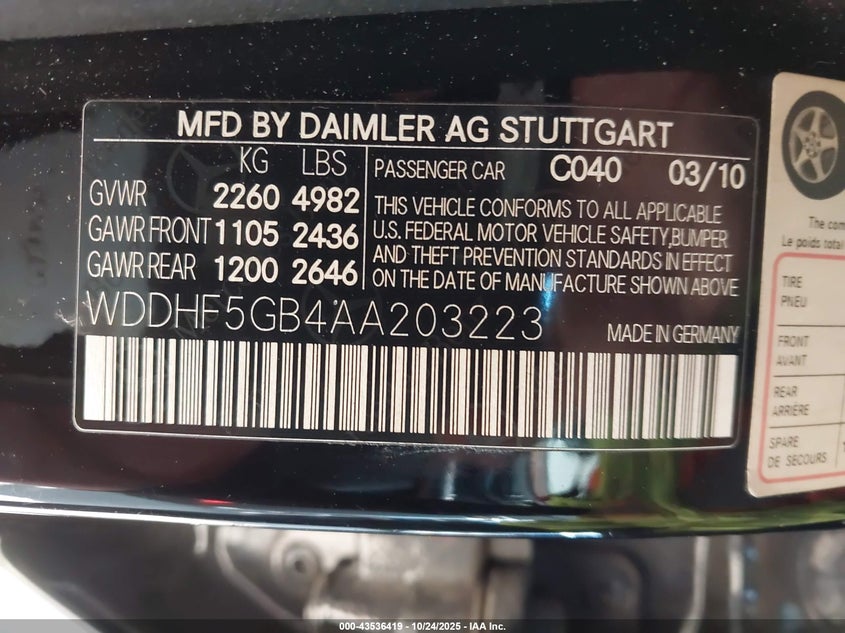 MFD BY DAIMLER AG STUTTGART
KG LBS
GVWR 2260 4982
GAWR FRONT 1105 2436
GAWR REAR 1200 2646
PASSENGER CAR C040 03/10
THIS VEHICLE CONFORMS TO ALL APPLICABLE
U.S. FEDERAL MOTOR VEHICLE SAFETY,BUMPER
AND THEFT PREVENTION STANDARDS IN EFFECT
ON THE DATE OF MANUFACTURE SHOWN ABOVE
WDDHF5GB4AA203223
MADE IN GERMANY
The com
Le poids total
TIRE
PNEU
FRONT
AVANT
REAR
ARRIÈRE
SPARE
DE SECOURS
000-43536419 • 10/24/2025 • IAA Inc.